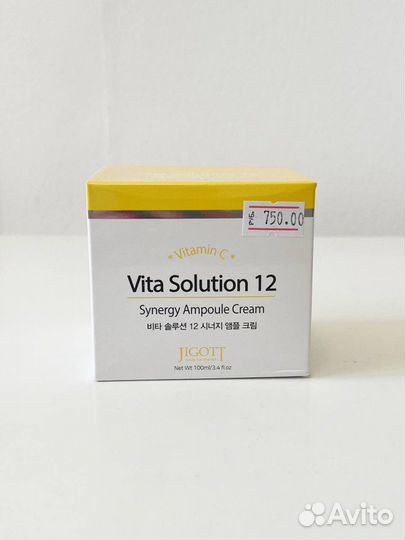 РУБ. 750.00
* Vitamin C *
Vita Solution 12
Synergy Ampoule Cream
비타 솔루션 12 시너지 앰플 크림
JIGOTT
Net Wt 100ml/3.4 fl.oz
Avito